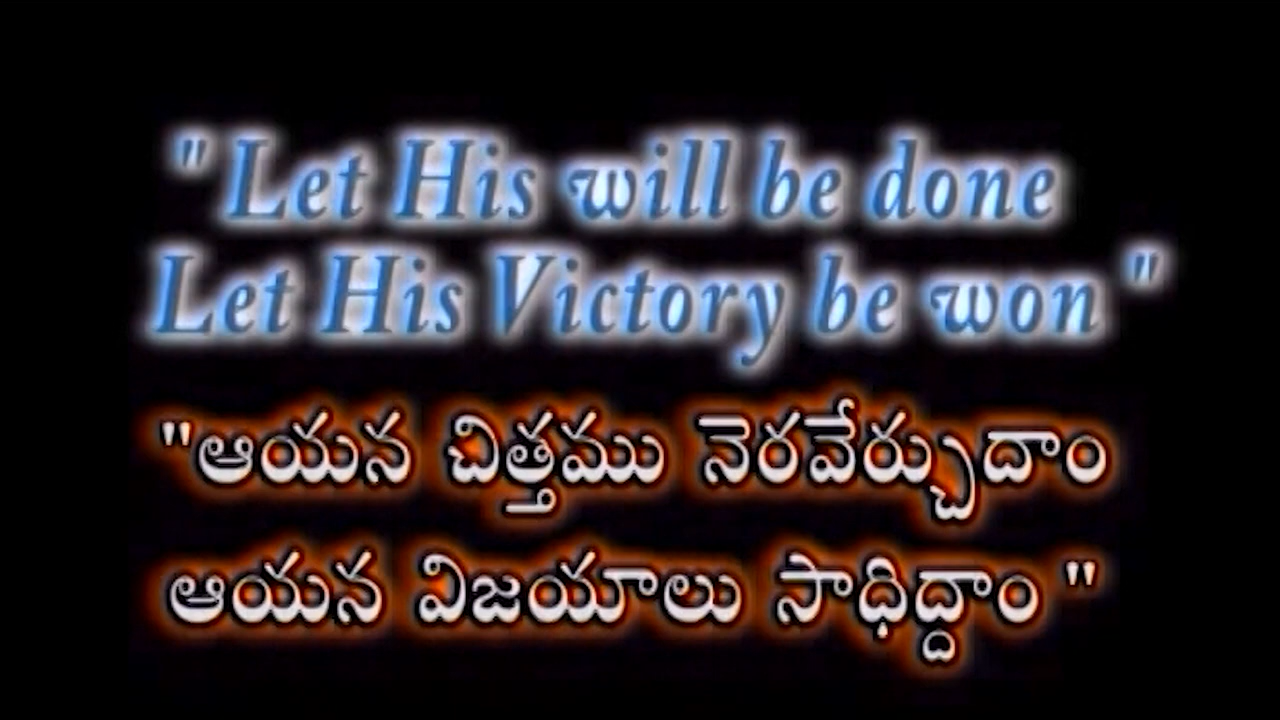 " Let His will be done
Let His Victory be won "
"ఆయన చిత్తము నెరవేర్చుదాం
ఆయన విజయాలు సాధిద్దాం "